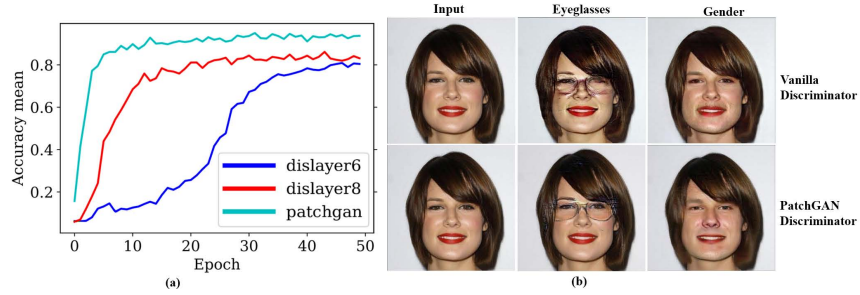 Input Eyeglasses Gender
Accuracy mean
0.8
0.6
0.4
0.2
dislayer6
dislayer8
patchgan
0 10 20 30 40 50
Epoch
(a)
Vanilla
Discriminator
PatchGAN
Discriminator
(b)